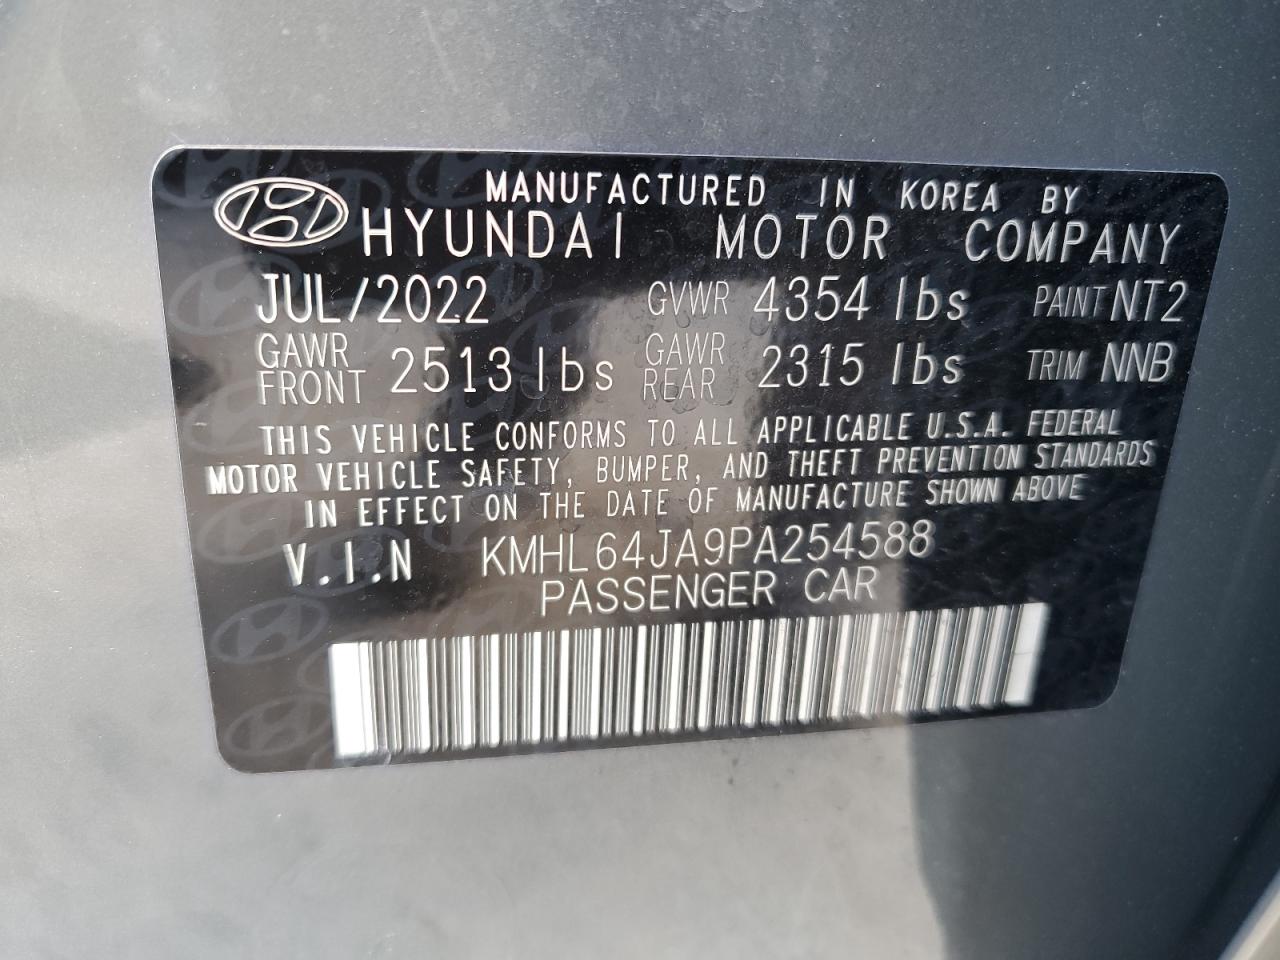 MANUFACTURED IN KOREA BY
HYUNDAI MOTOR COMPANY
JUL/2022 GVWR 4354 lbs PAINT NT2
GAWR FRONT 2513 lbs GAWR REAR 2315 lbs TRIM NNB
THIS VEHICLE CONFORMS TO ALL APPLICABLE U.S.A. FEDERAL
MOTOR VEHICLE SAFETY, BUMPER, AND THEFT PREVENTION STANDARDS
IN EFFECT ON THE DATE OF MANUFACTURE SHOWN ABOVE
V.I.N KMHL64JA9PA254588
PASSENGER CAR